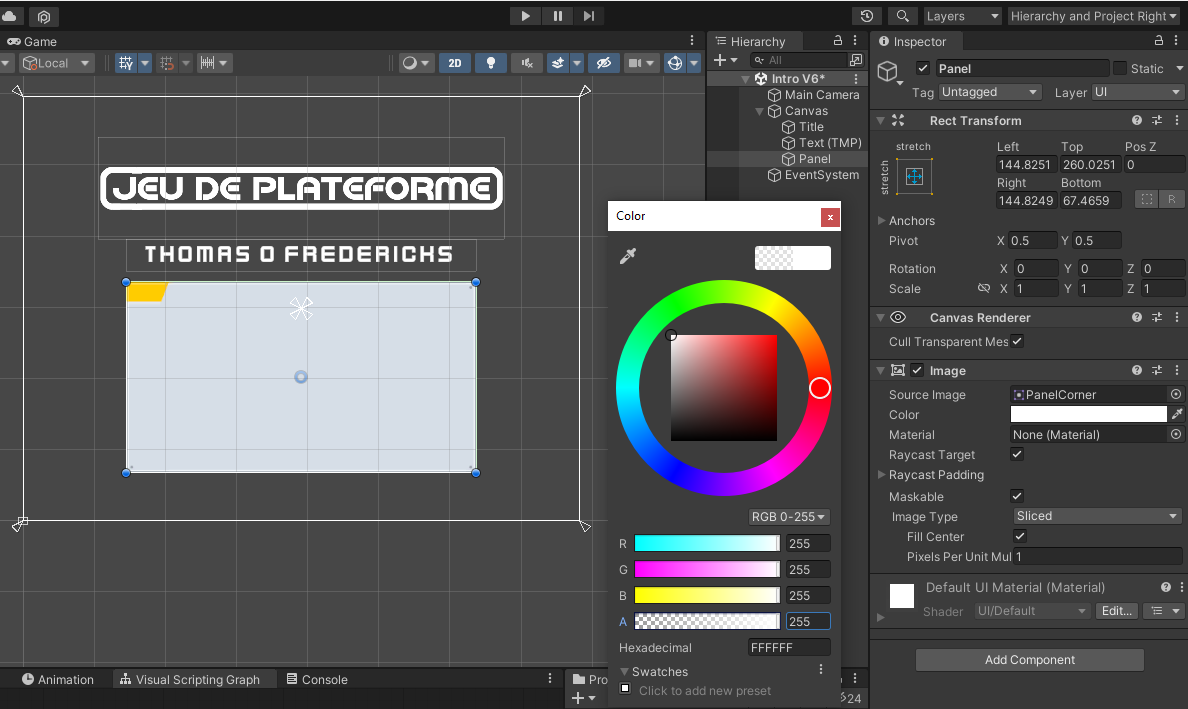 Layers
Hierarchy and Project Right
Game
Hierarchy
Inspector
Local
2D
All
Intro V6*
Main Camera
Canvas
Title
Text (TMP)
Panel
EventSystem
JEU DE PLATEFORME
THOMAS O FREDERICKS
Color
x
RGB 0-255
R 255
G 255
B 255
A 255
Hexadecimal FFFFFF
Swatches
Click to add new preset
Animation
Visual Scripting Graph
Console
Pro
24
Panel
Static
Tag Untagged Layer UI
Rect Transform
stretch
stretch
Left Top Pos Z
144.8251 260.0251 0
Right Bottom
144.8249 67.4659
R
Anchors
Pivot X 0.5 Y 0.5
Rotation X 0 Y 0 Z 0
Scale X 1 Y 1 Z 1
Canvas Renderer
Cull Transparent Mes
Image
Source Image PanelCorner
Color
Material None (Material)
Raycast Target
Raycast Padding
Maskable
Image Type Sliced
Fill Center
Pixels Per Unit Mul 1
Default UI Material (Material)
Shader UI/Default Edit...
Add Component